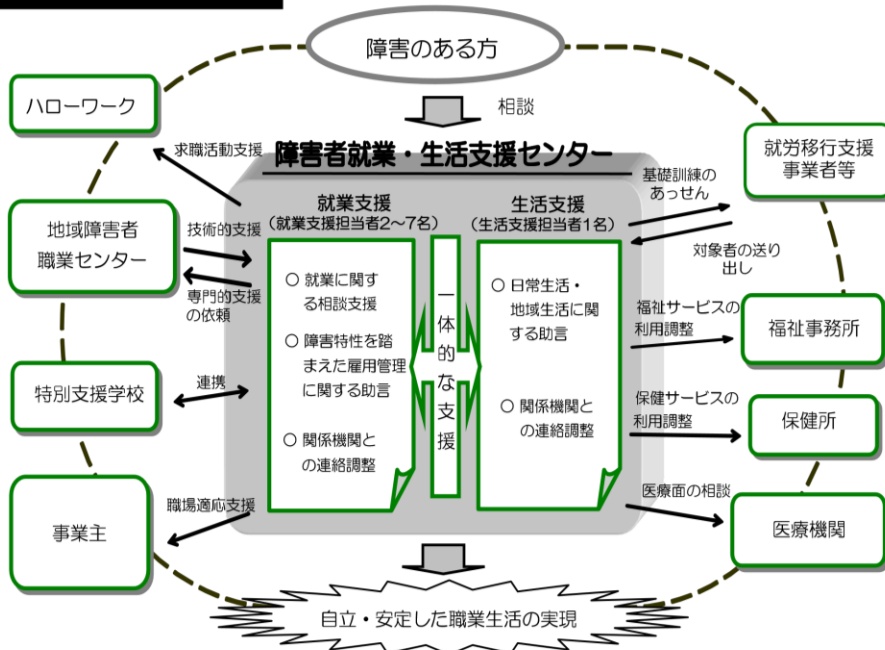 障害のある方
相談
ハローワーク
求職活動支援
障害者就業・生活支援センター
就労移行支援
事業者等
基礎訓練の
あっせん
対象者の送り
出し
地域障害者
職業センター
技術的支援
専門的支援
の依頼
就業支援
(就業支援担当者2～7名)
生活支援
(生活支援担当者1名)
○ 就業に関す
る相談支援
○ 障害特性を踏
まえた雇用管理
に関する助言
○ 関係機関と
の連絡調整
一体的な支援
○ 日常生活・
地域生活に関
する助言
○ 関係機関と
の連絡調整
福祉サービスの
利用調整
福祉事務所
特別支援学校
連携
保健サービスの
利用調整
保健所
事業主
職場適応支援
医療面の相談
医療機関
自立・安定した職業生活の実現